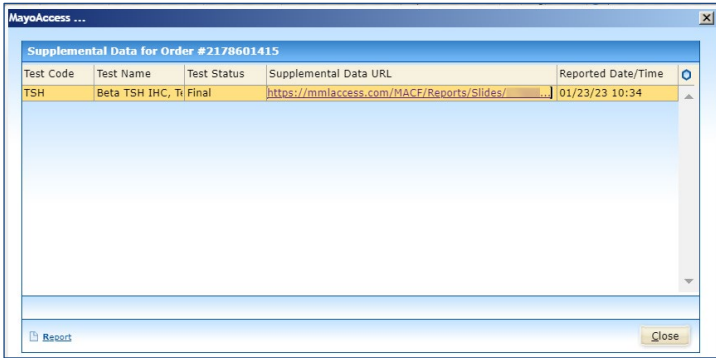 MayoAccess ...
Supplemental Data for Order #2178601415
Test Code Test Name Test Status Supplemental Data URL Reported Date/Time
TSH Beta TSH IHC, Te Final https://mmlaccess.com/MACF/Reports/Slides/ ... 01/23/23 10:34
Report Close